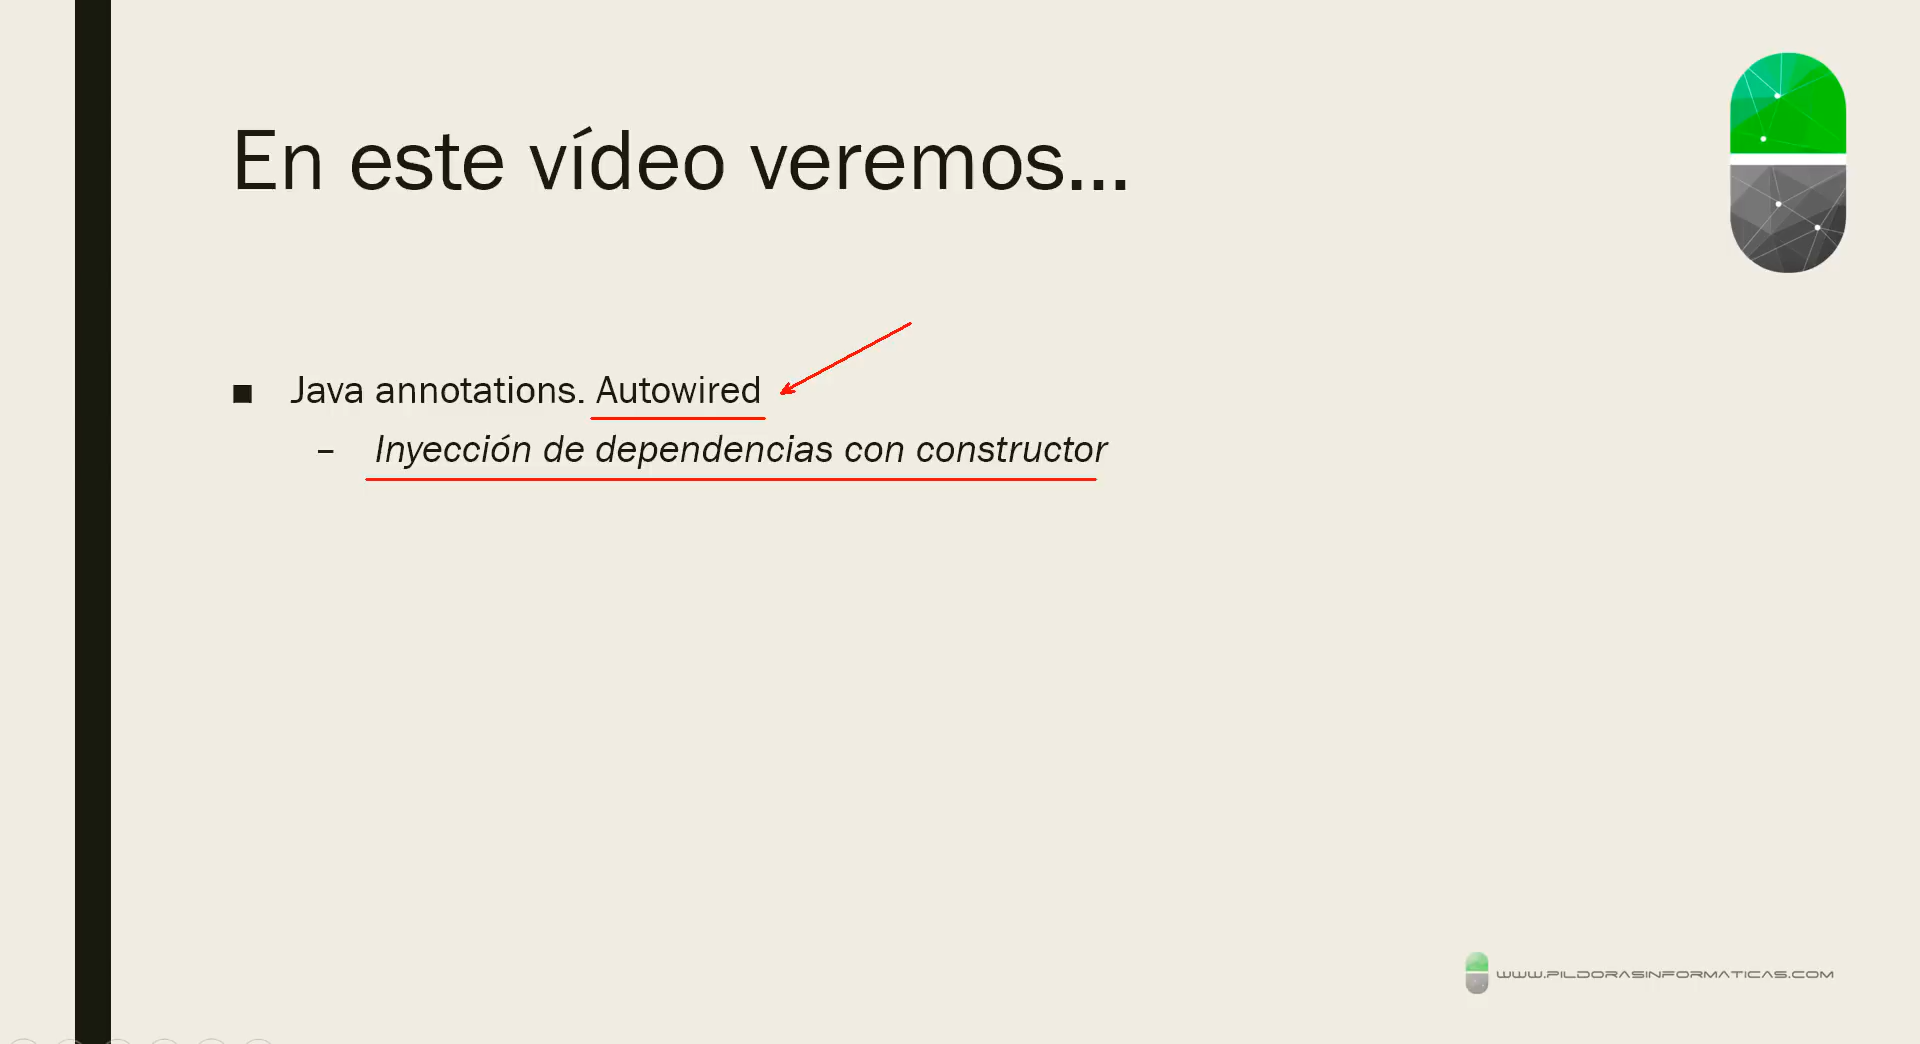 En este vídeo veremos...
■ Java annotations. Autowired
– Inyección de dependencias con constructor
WWW.PILDORASINFORMATICAS.COM